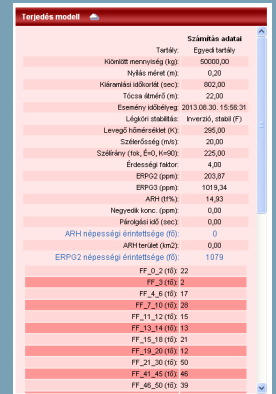 Terjedés modell
Számítás adatai
Tartály: Egyedi tartály
Kiömlött mennyiség (kg): 50000,00
Nyílás méret (m): 0,20
Kiáramlási időkorlát (sec): 802,00
Tócsa átmérő (m): 22,00
Esemény időbélyeg: 2013.08.30. 15:56:31
Légköri stabilitás: Inverzió, stabil (F)
Levegő hőmérséklet (K): 295,00
Szélerősség (m/s): 20,00
Szélirány (fok, É=0, K=90): 225,00
Érdességi faktor: 4,00
ERPG2 (ppm): 203,87
ERPG3 (ppm): 1019,34
ARH (tf%): 14,93
Negyedik konc. (ppm): 0,00
Párolgási idő (sec): 0,00
ARH népességi érintettsége (fő): 0
ARH terület (km2): 0,00
ERPG2 népességi érintettsége (fő): 1079
FF_0_2 (fő): 22
FF_3 (fő): 2
FF_4_6 (fő): 17
FF_7_10 (fő): 28
FF_11_12 (fő): 15
FF_13_14 (fő): 13
FF_15_18 (fő): 21
FF_19_20 (fő): 12
FF_21_30 (fő): 50
FF_41_45 (fő): 46
FF_46_50 (fő): 39